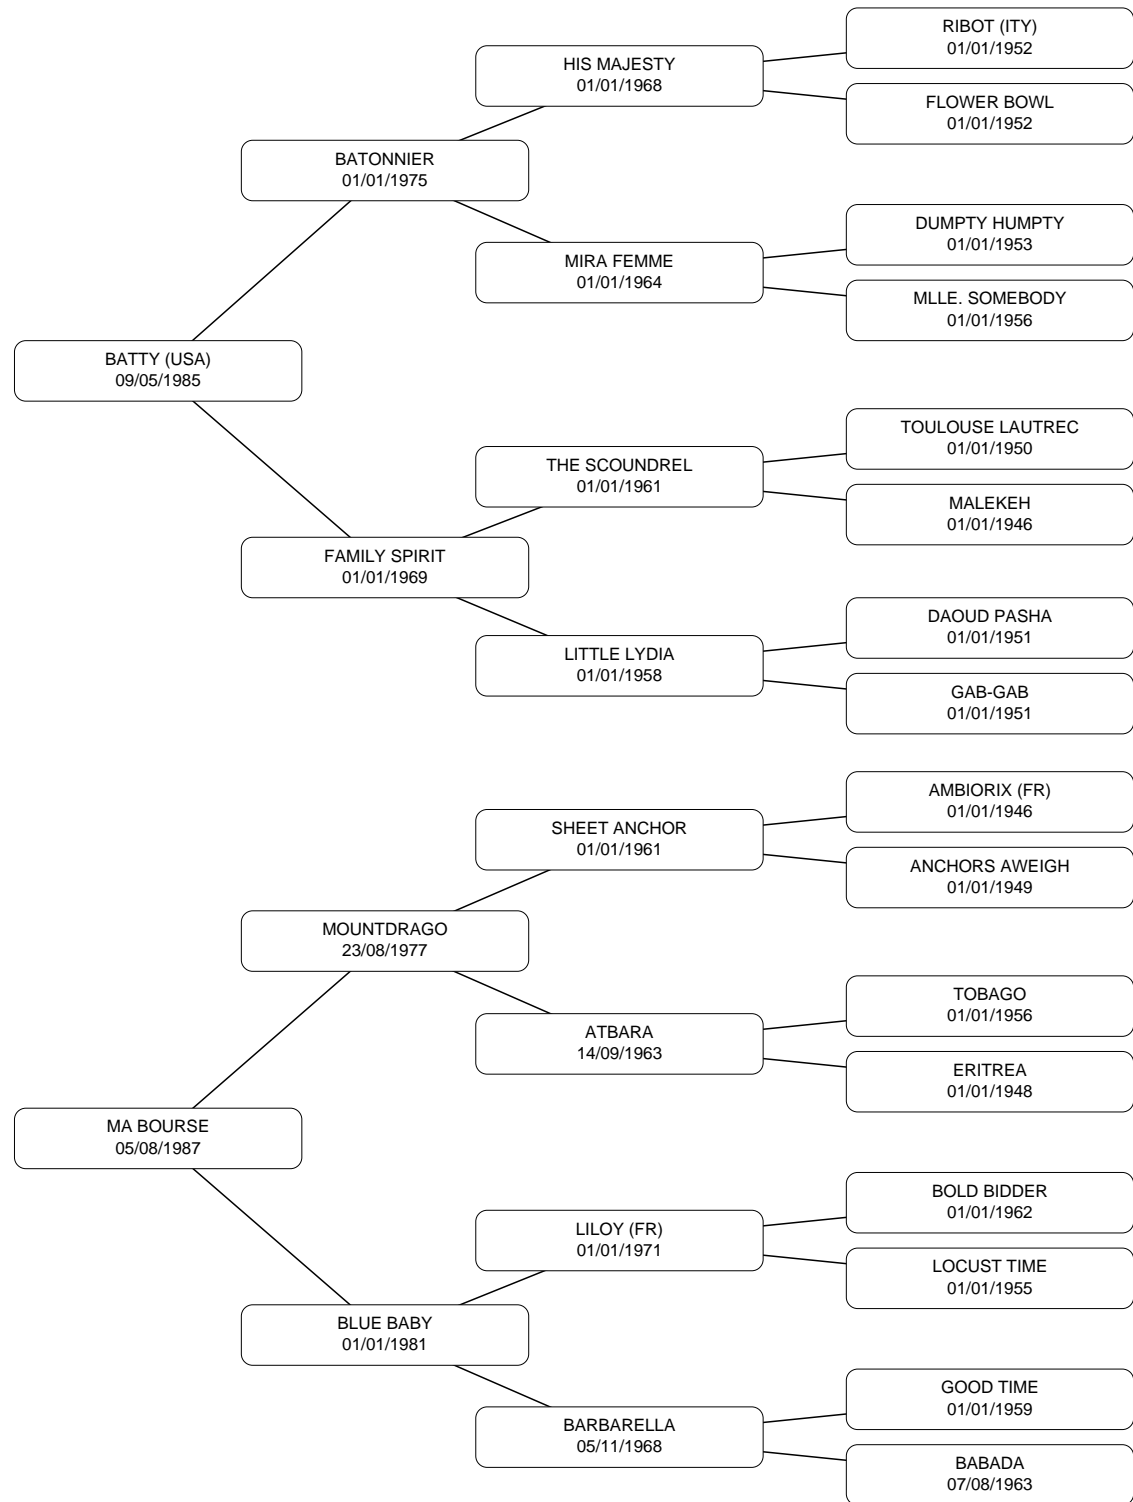 RIBOT (ITY)
01/01/1952
HIS MAJESTY
01/01/1968
FLOWER BOWL
01/01/1952
BATONNIER
01/01/1975
DUMPTY HUMPTY
01/01/1953
MIRA FEMME
01/01/1964
MLLE. SOMEBODY
01/01/1956
BATTY (USA)
09/05/1985
TOULOUSE LAUTREC
01/01/1950
THE SCOUNDREL
01/01/1961
MALEKEH
01/01/1946
FAMILY SPIRIT
01/01/1969
DAOUD PASHA
01/01/1951
LITTLE LYDIA
01/01/1958
GAB-GAB
01/01/1951
AMBIORIX (FR)
01/01/1946
SHEET ANCHOR
01/01/1961
ANCHORS AWEIGH
01/01/1949
MOUNTDRAGO
23/08/1977
TOBAGO
01/01/1956
ATBARA
14/09/1963
ERITREA
01/01/1948
MA BOURSE
05/08/1987
BOLD BIDDER
01/01/1962
LILOY (FR)
01/01/1971
LOCUST TIME
01/01/1955
BLUE BABY
01/01/1981
GOOD TIME
01/01/1959
BARBARELLA
05/11/1968
BABADA
07/08/1963